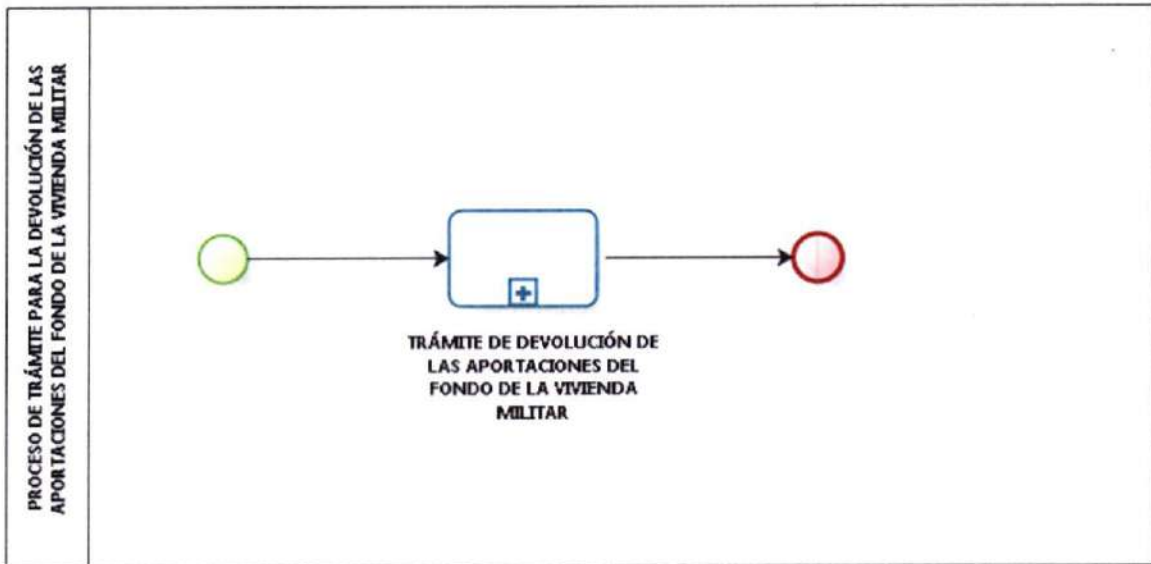 PROCESO DE TRÁMITE PARA LA DEVOLUCIÓN DE LAS
APORTACIONES DEL FONDO DE LA VIVIENDA MILITAR
TRÁMITE DE DEVOLUCIÓN DE
LAS APORTACIONES DEL
FONDO DE LA VIVIENDA
MILITAR